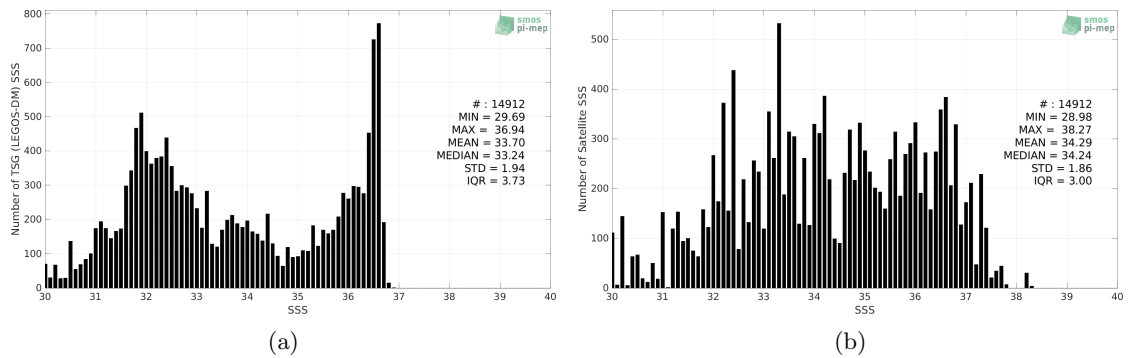 800
700
600
500
400
300
200
100
0
Number of TSG (LEGOS-DM) SSS
smos
pi-mep
# : 14912
MIN = 29.69
MAX = 36.94
MEAN = 33.70
MEDIAN = 33.24
STD = 1.94
IQR = 3.73
30 31 32 33 34 35 36 37 38 39 40
SSS
(a)
500
400
300
200
100
0
Number of Satellite SSS
smos
pi-mep
# : 14912
MIN = 28.98
MAX = 38.27
MEAN = 34.29
MEDIAN = 34.24
STD = 1.86
IQR = 3.00
30 31 32 33 34 35 36 37 38 39 40
SSS
(b)